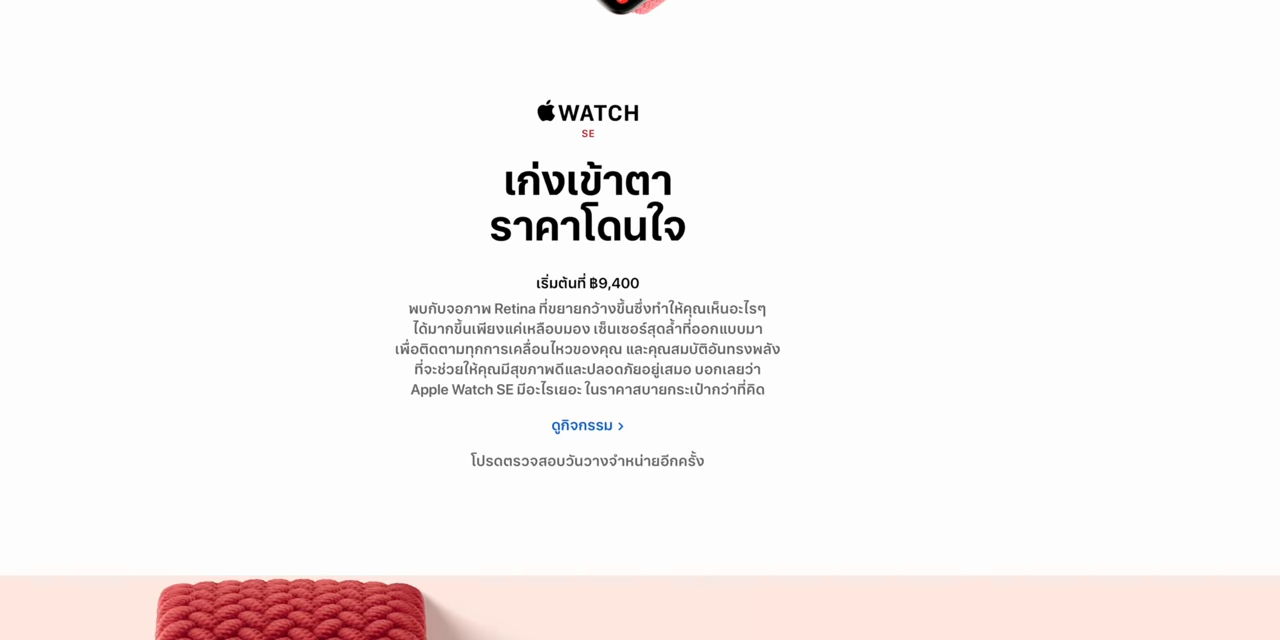 WATCH
SE
เก่งเข้าตา
ราคาโดนใจ
เริ่มต้นที่ ฿9,400
พบกับจอภาพ Retina ที่ขยายกว้างขึ้นซึ่งทำให้คุณเห็นอะไรๆ
ได้มากขึ้นเพียงแค่เหลือบมอง เซ็นเซอร์สุดล้ำที่ออกแบบมา
เพื่อติดตามทุกการเคลื่อนไหวของคุณ และคุณสมบัติอันทรงพลัง
ที่จะช่วยให้คุณมีสุขภาพดีและปลอดภัยอยู่เสมอ บอกเลยว่า
Apple Watch SE มีอะไรเยอะ ในราคาสบายกระเป๋ากว่าที่คิด
ดูกิจกรรม >
โปรดตรวจสอบวันวางจำหน่ายอีกครั้ง